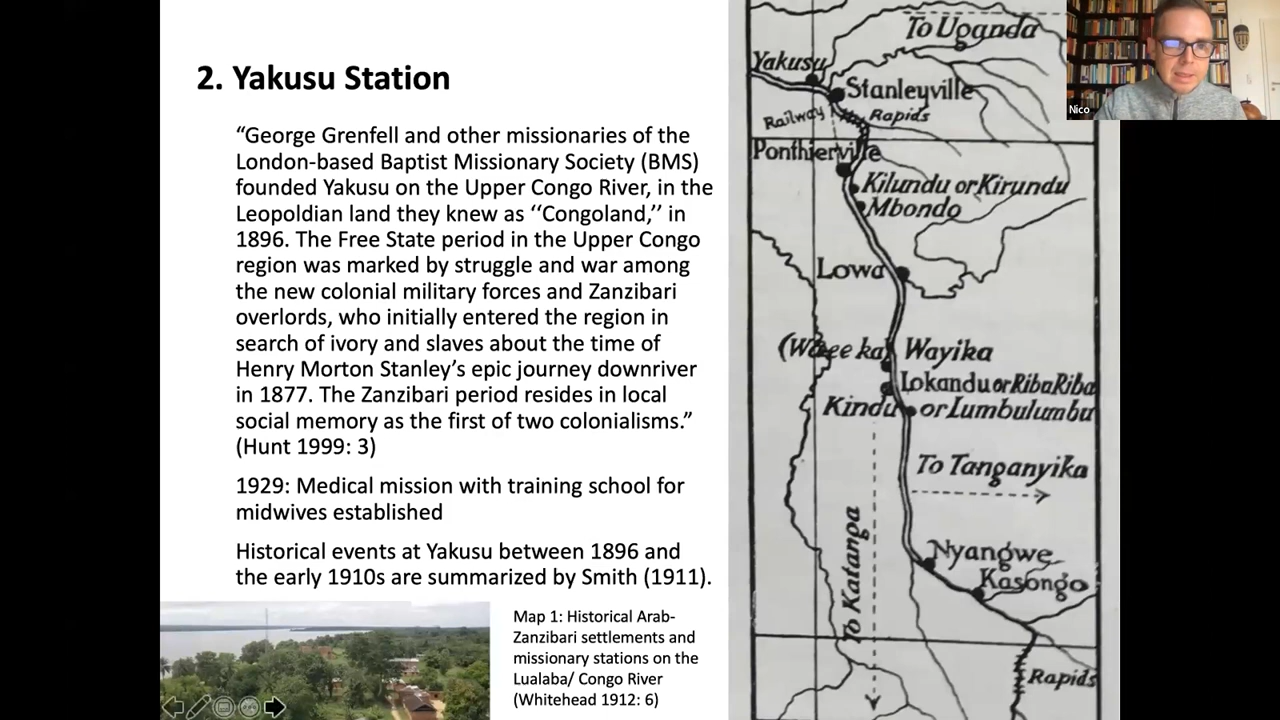 2. Yakusu Station
“George Grenfell and other missionaries of the
London-based Baptist Missionary Society (BMS)
founded Yakusu on the Upper Congo River, in the
Leopoldian land they knew as ‘‘Congoland,’’ in
1896. The Free State period in the Upper Congo
region was marked by struggle and war among
the new colonial military forces and Zanzibari
overlords, who initially entered the region in
search of ivory and slaves about the time of
Henry Morton Stanley’s epic journey downriver
in 1877. The Zanzibari period resides in local
social memory as the first of two colonialisms.”
(Hunt 1999: 3)
1929: Medical mission with training school for
midwives established
Historical events at Yakusu between 1896 and
the early 1910s are summarized by Smith (1911).
Map 1: Historical Arab-
Zanzibari settlements and
missionary stations on the
Lualaba/ Congo River
(Whitehead 1912: 6)
To Uganda
Yakusu
Stanleyville
Railway
Rapids
Ponthierville
Kilundu or Kirundu
Mbondo
Lowa
Wayika
Lokandu or Riba Riba
Kindu or Lumbulumbu
To Tanganyika
To Katanga
Nyangwe
Kasongo
Rapids
Nico